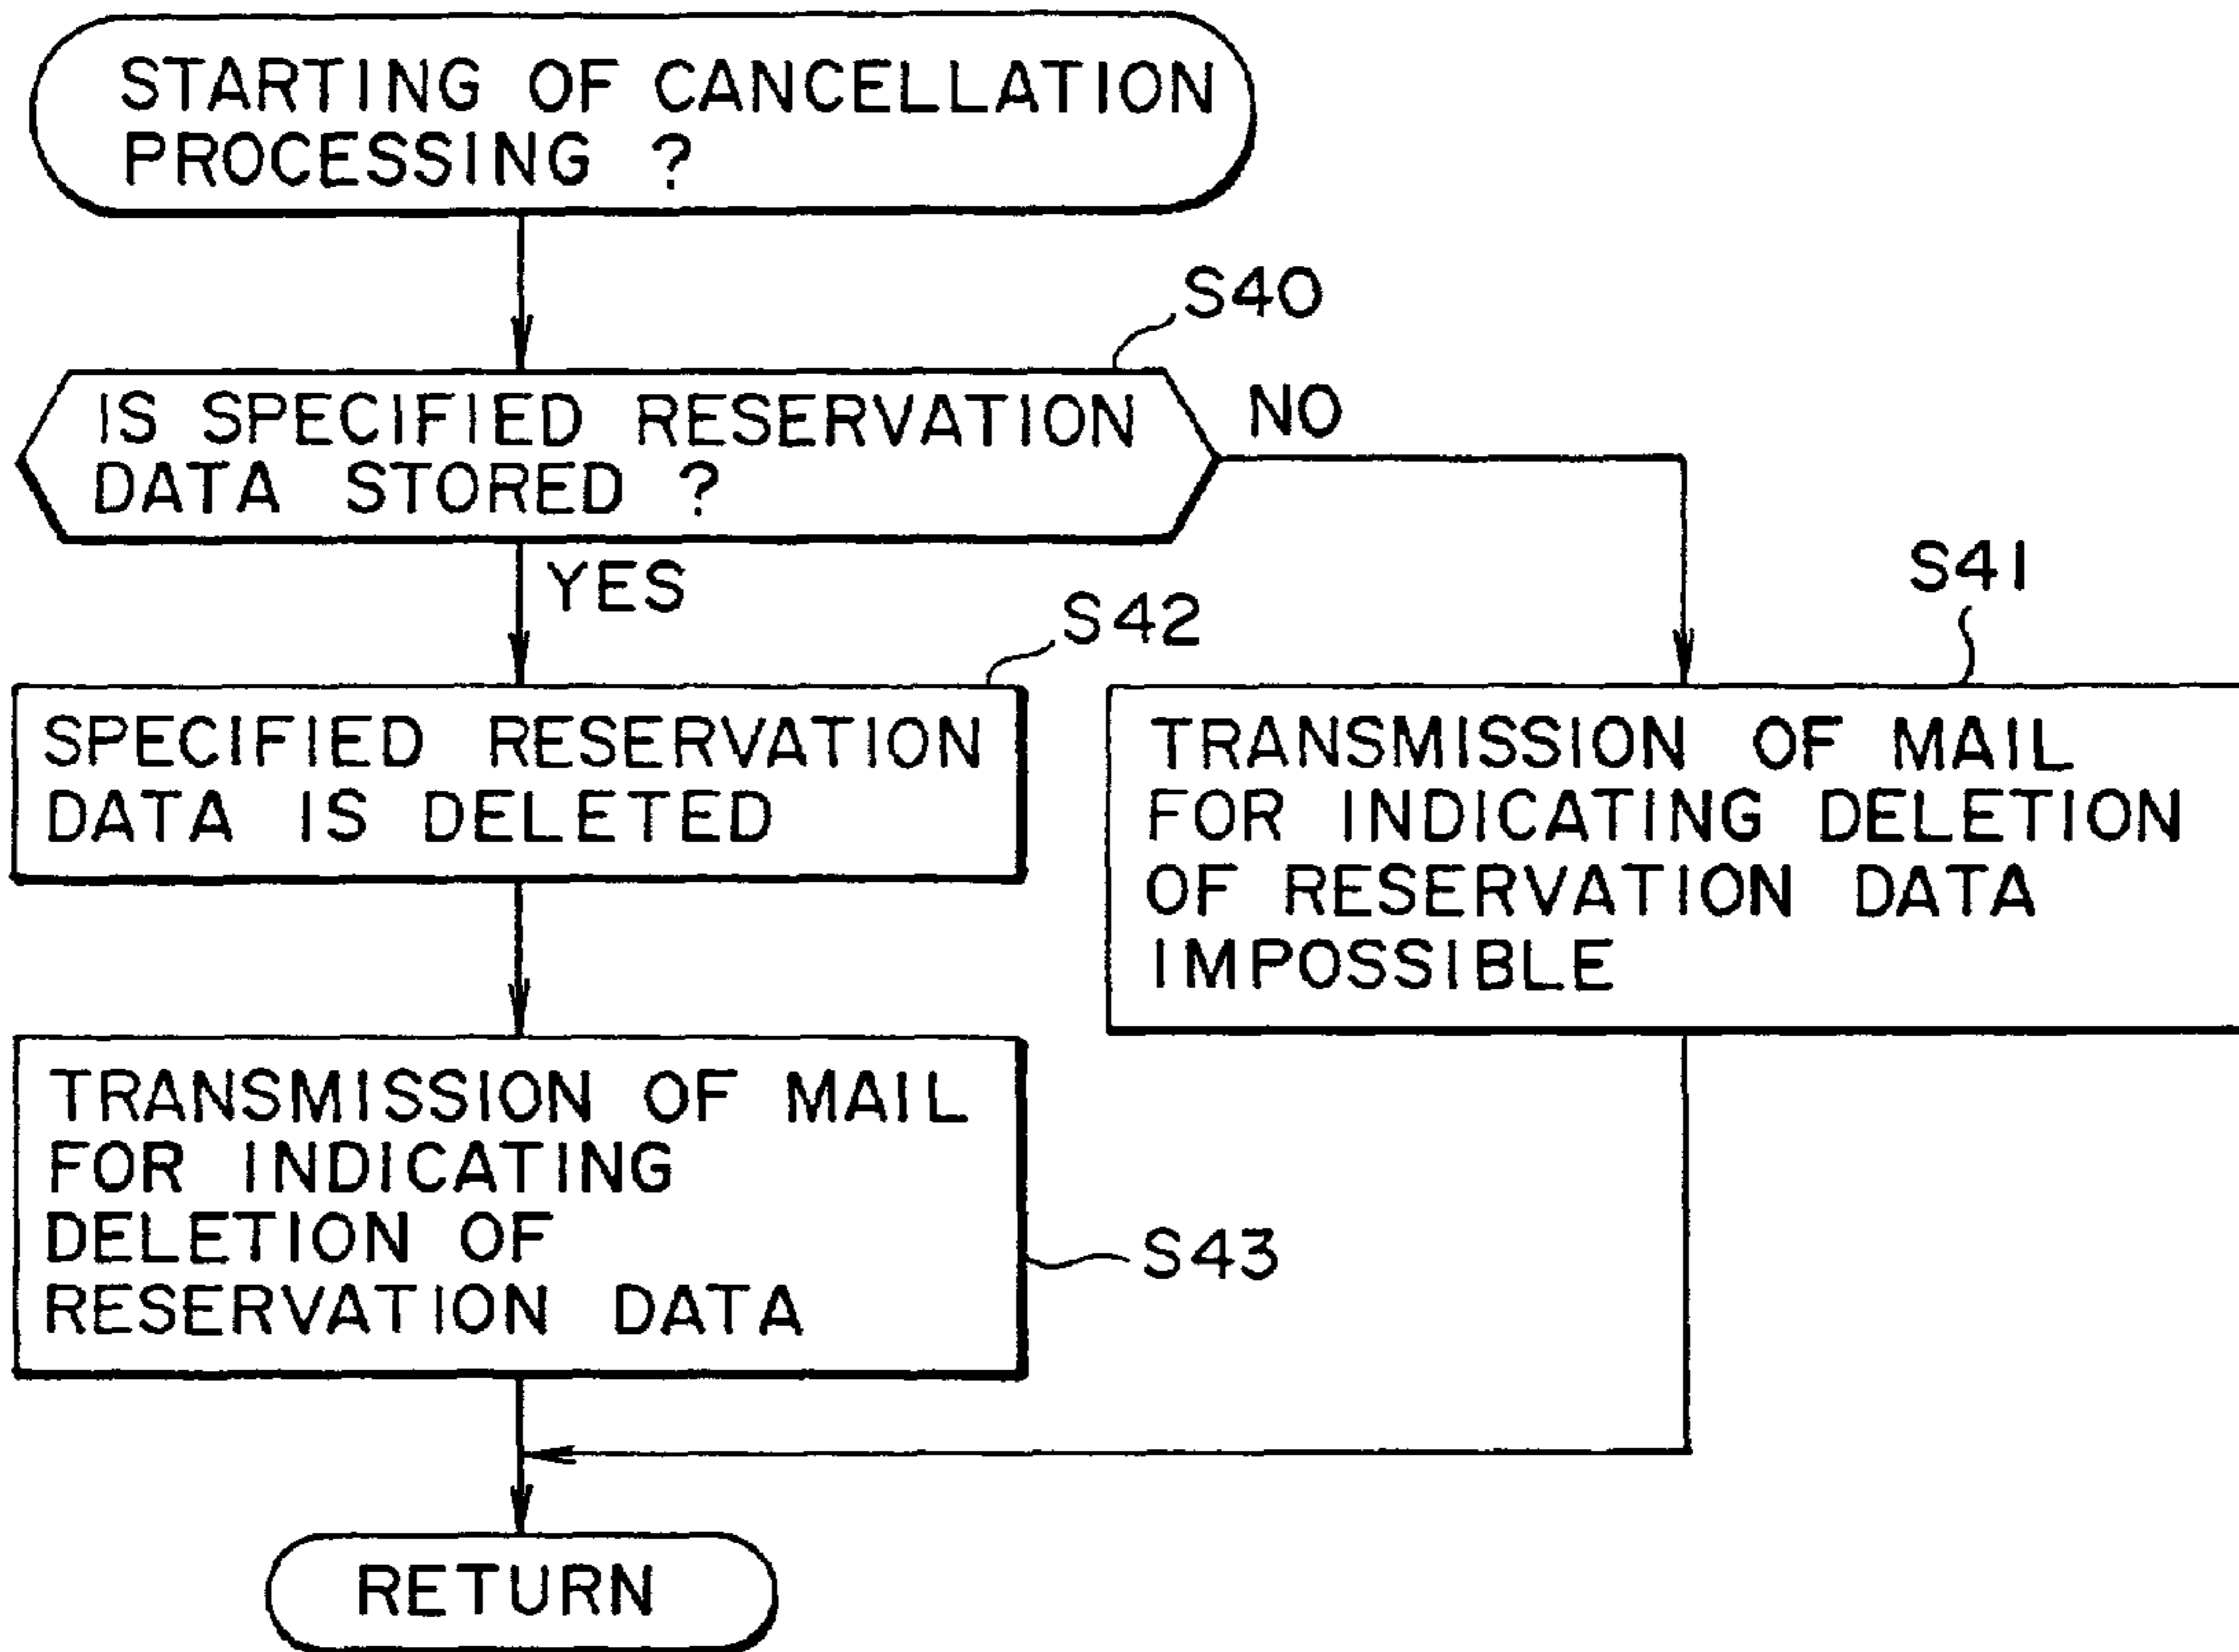 STARTING OF CANCELLATION
PROCESSING ?
S40
IS SPECIFIED RESERVATION
DATA STORED ?
NO
YES
S42
S41
SPECIFIED RESERVATION
DATA IS DELETED
TRANSMISSION OF MAIL
FOR INDICATING DELETION
OF RESERVATION DATA
IMPOSSIBLE
TRANSMISSION OF MAIL
FOR INDICATING
DELETION OF
RESERVATION DATA
S43
RETURN